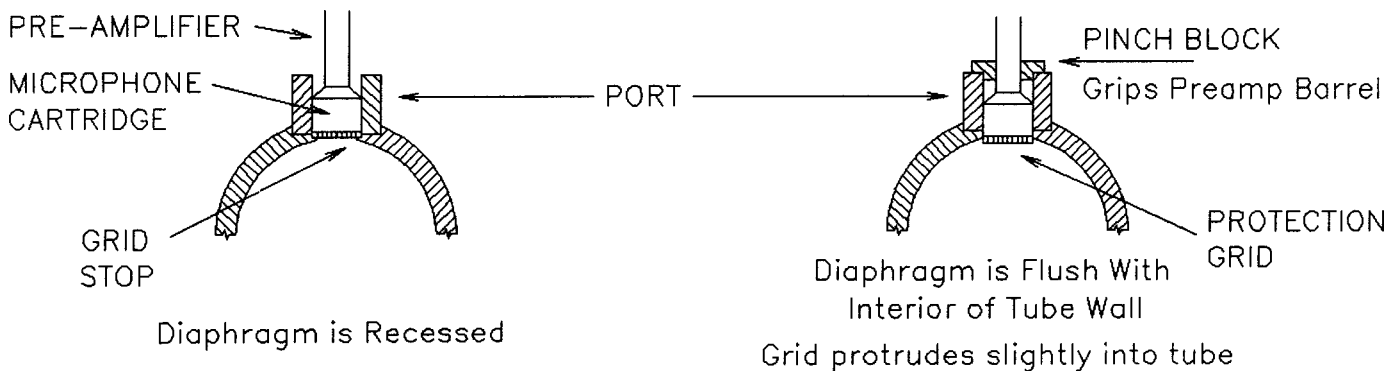 PRE-AMPLIFIER
MICROPHONE
CARTRIDGE
GRID
STOP
Diaphragm is Recessed
PORT
PINCH BLOCK
Grips Preamp Barrel
PROTECTION
GRID
Diaphragm is Flush With
Interior of Tube Wall
Grid protrudes slightly into tube